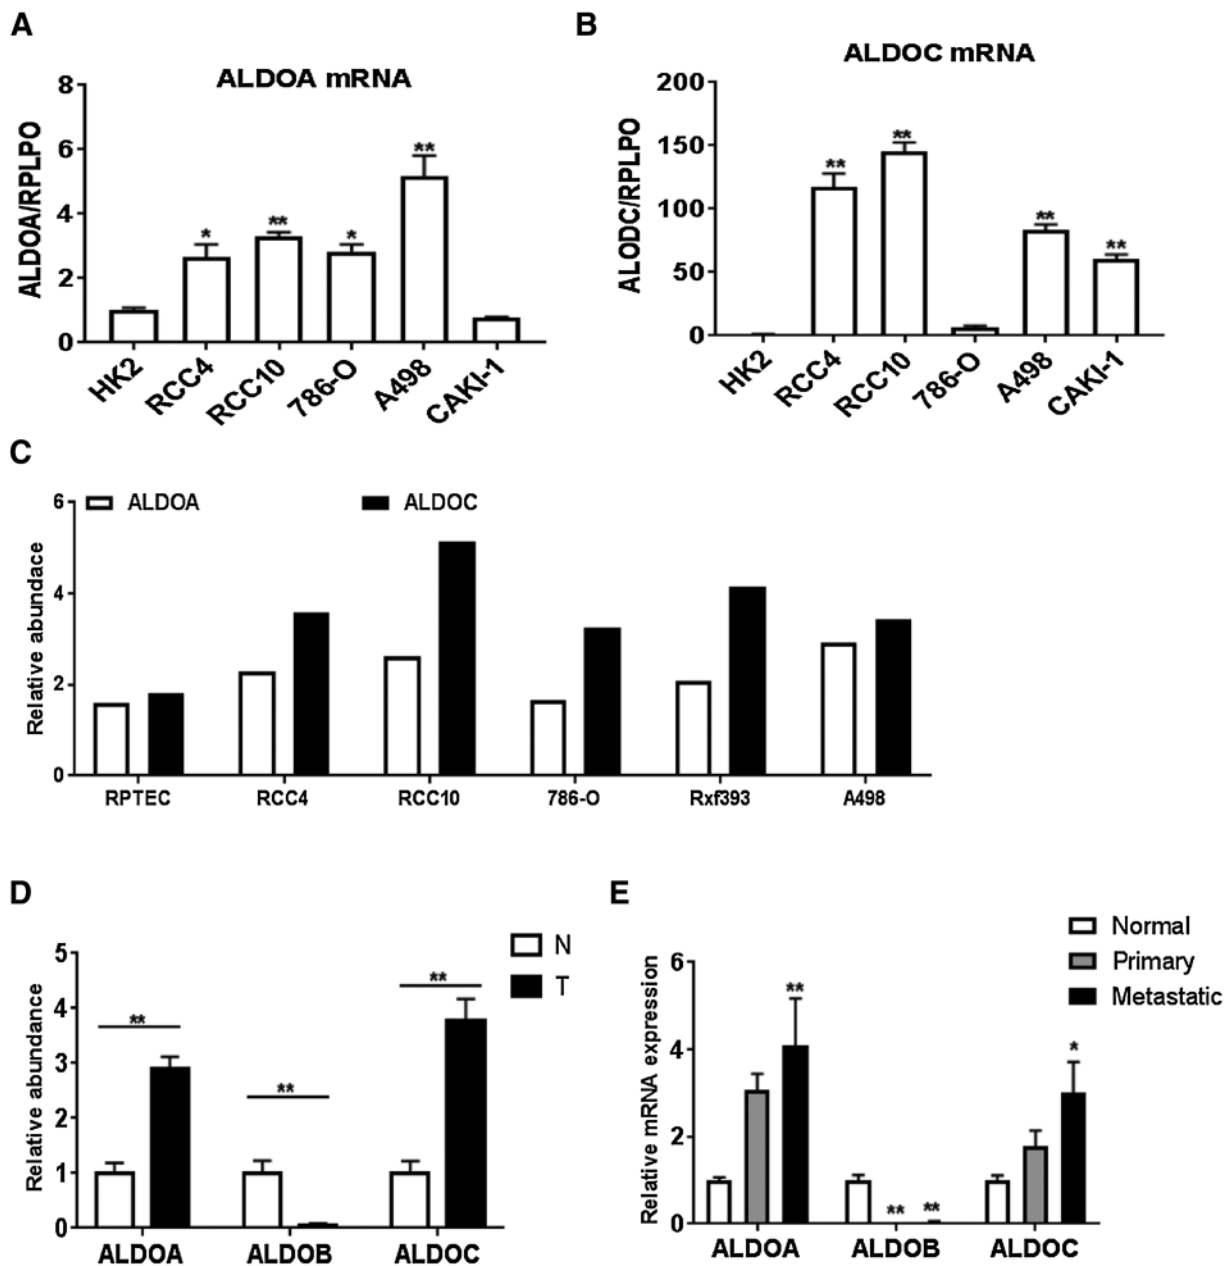 A
ALDOA mRNA
ALDOA/RPLPO
8
6
4
2
0
**
*
**
*
HK2
RCC4
RCC10
786-O
A498
CAKI-1
B
ALDOC mRNA
ALODC/RPLPO
200
150
100
50
0
**
**
**
**
HK2
RCC4
RCC10
786-O
A498
CAKI-1
C
ALDOA
ALDOC
Relative abundace
6
4
2
0
RPTEC
RCC4
RCC10
786-O
Rxf393
A498
D
N
T
Relative abundance
5
4
3
2
1
0
**
**
**
ALDOA
ALDOB
ALDOC
E
Normal
Primary
Metastatic
Relative mRNA expression
6
4
2
0
**
**
**
*
ALDOA
ALDOB
ALDOC